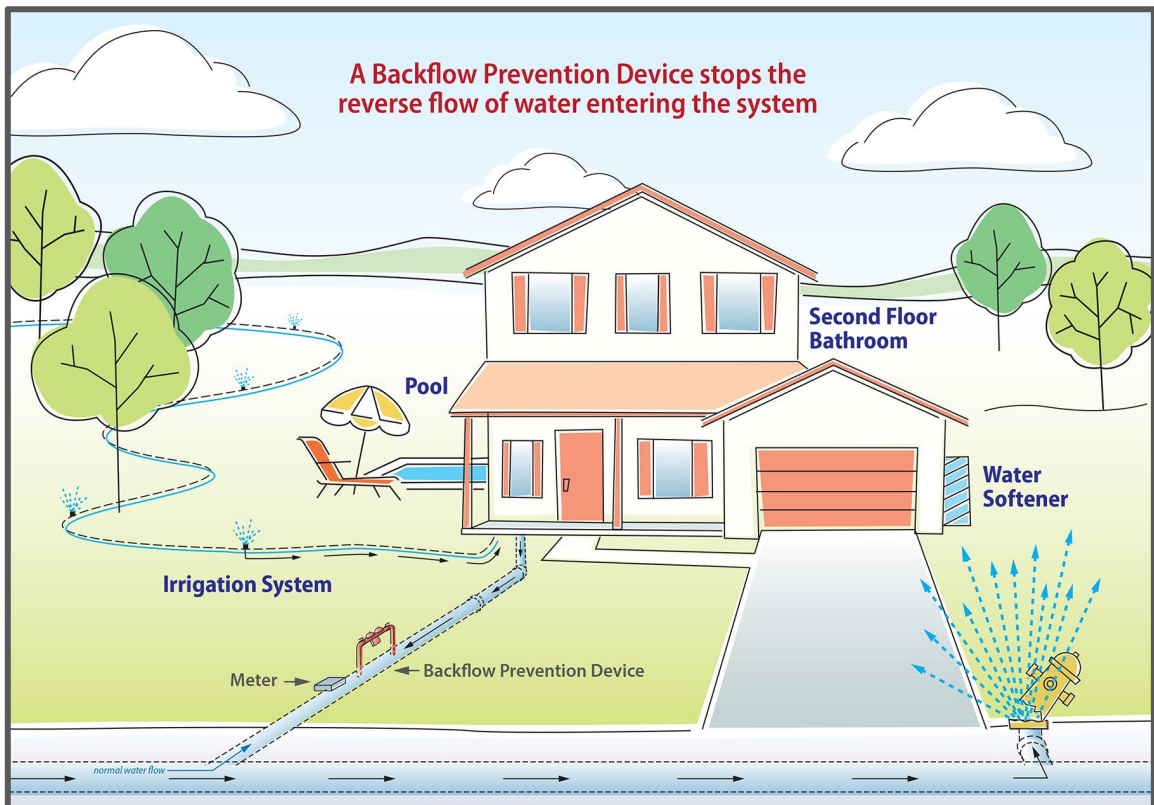 A Backflow Prevention Device stops the
reverse flow of water entering the system
Second Floor
Bathroom
Pool
Water
Softener
Irrigation System
Backflow Prevention Device
Meter
normal water flow